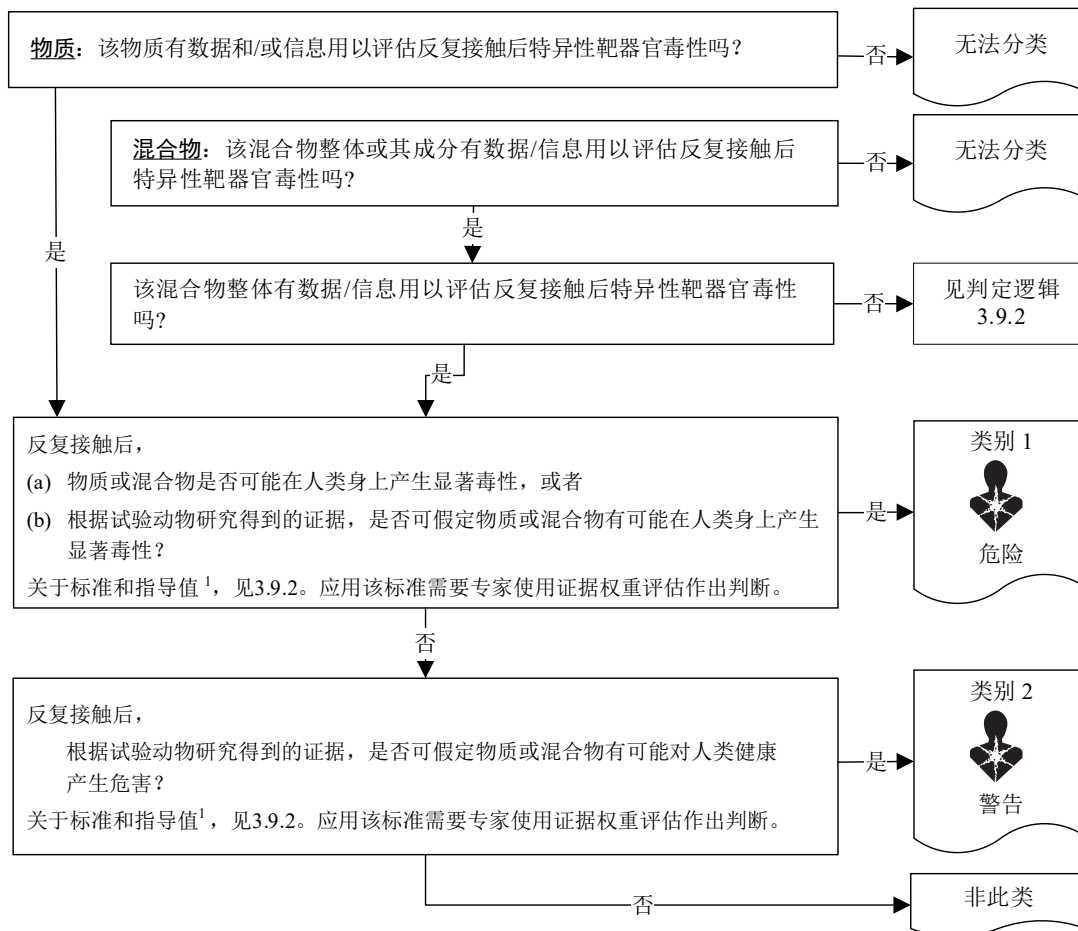 物质：该物质有数据和/或信息用以评估反复接触后特异性靶器官毒性吗？
否
无法分类
混合物：该混合物整体或其成分有数据/信息用以评估反复接触后
特异性靶器官毒性吗？
否
无法分类
是
是
该混合物整体有数据/信息用以评估反复接触后特异性靶器官毒性
吗？
否
见判定逻辑
3.9.2
是
反复接触后，
(a) 物质或混合物是否可能在人类身上产生显著毒性，或者
(b) 根据试验动物研究得到的证据，是否可假定物质或混合物有可能在人类身上产生
显著毒性？
关于标准和指导值 1，见3.9.2。应用该标准需要专家使用证据权重评估作出判断。
是
类别 1
危险
否
反复接触后，
根据试验动物研究得到的证据，是否可假定物质或混合物有可能对人类健康
产生危害？
关于标准和指导值1，见3.9.2。应用该标准需要专家使用证据权重评估作出判断。
是
类别 2
警告
否
非此类